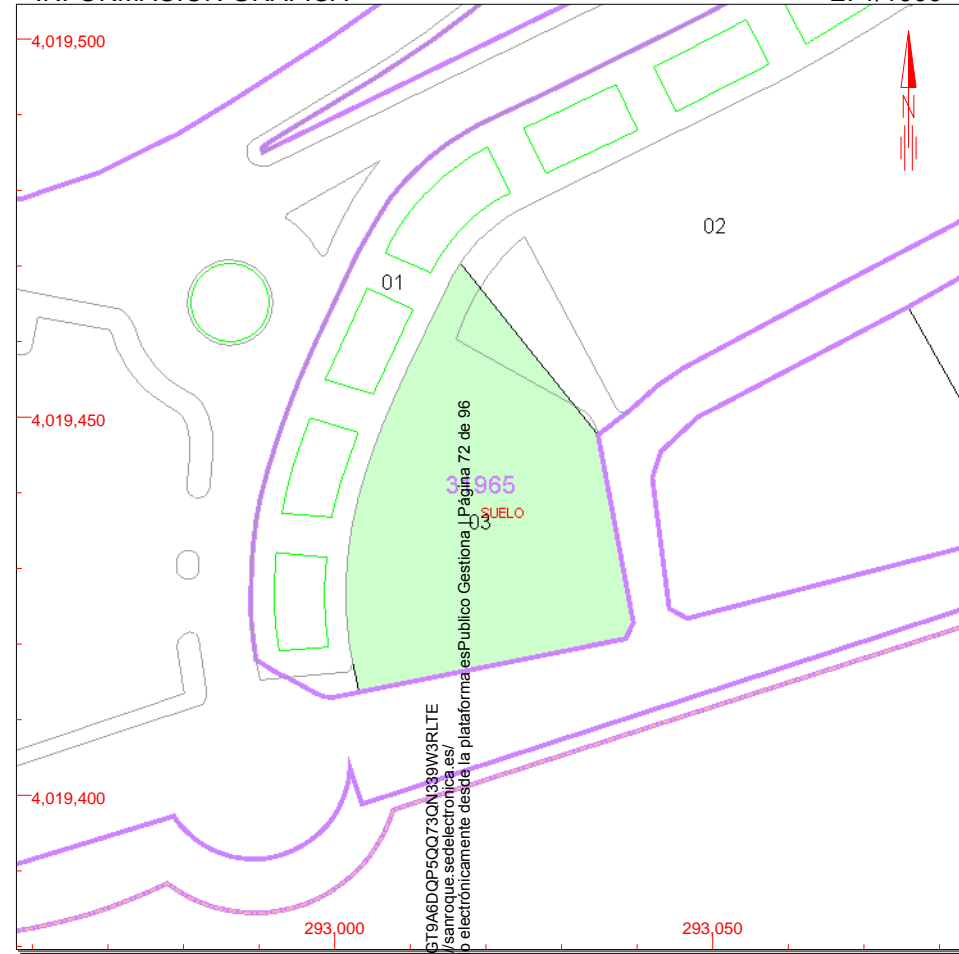 4,019,500
N
02
01
4,019,450
SUELO
03
4,019,400
293,000
293,050
GT9A6DQP5QQ73QN339W3RLTE
//sanroque.sedelectronica.es/
o electrónicamente desde la plataforma esPublico Gestiona | Página 72 de 96